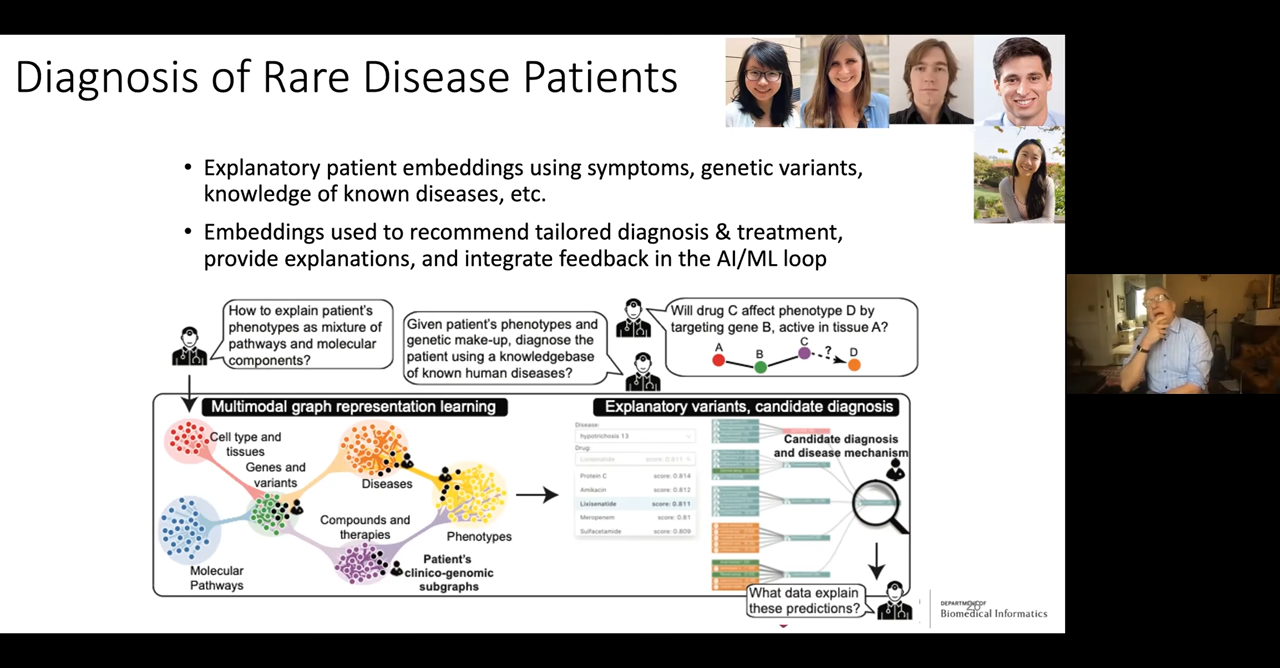 Diagnosis of Rare Disease Patients
• Explanatory patient embeddings using symptoms, genetic variants,
knowledge of known diseases, etc.
• Embeddings used to recommend tailored diagnosis & treatment,
provide explanations, and integrate feedback in the AI/ML loop
How to explain patient's
phenotypes as mixture of
pathways and molecular
components?
Given patient's phenotypes and
genetic make-up, diagnose the
patient using a knowledgebase
of known human diseases?
Will drug C affect phenotype D by
targeting gene B, active in tissue A?
A
B
C
?
D
Multimodal graph representation learning
Cell type and
tissues
Genes and
variants
Diseases
Compounds and
therapies
Phenotypes
Molecular
Pathways
Patient's
clinico-genomic
subgraphs
Explanatory variants, candidate diagnosis
Disease:
hypotrichosis 13
Drug:
Lixisenatide score: 0.811
Protein C score: 0.814
Amikacin score: 0.812
Lixisenatide score: 0.811
Meropenem score: 0.81
Sulfacetamide score: 0.809
Candidate diagnosis
and disease mechanism
What data explain
these predictions?
DEPARTMENT OF
26
Biomedical Informatics